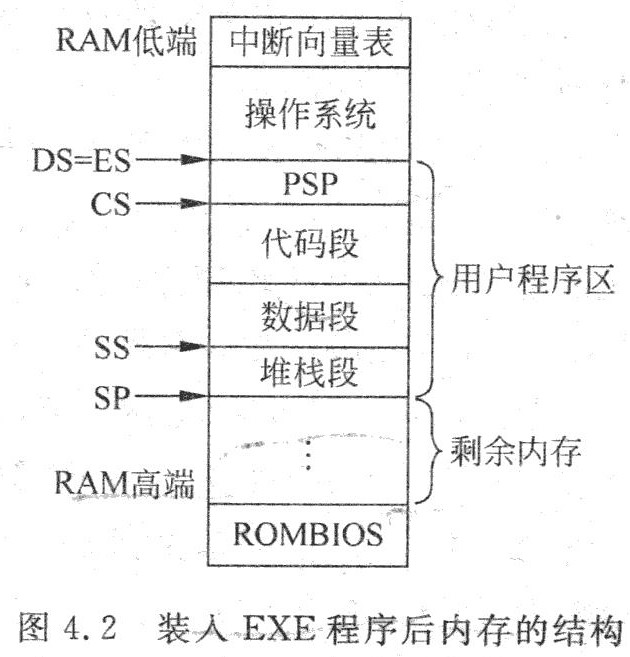 RAM低端 中断向量表
操作系统
DS=ES
PSP
CS
代码段
用户程序区
数据段
SS
堆栈段
SP
剩余内存
⋮
RAM高端
ROMBIOS
图 4.2 装入 EXE 程序后内存的结构